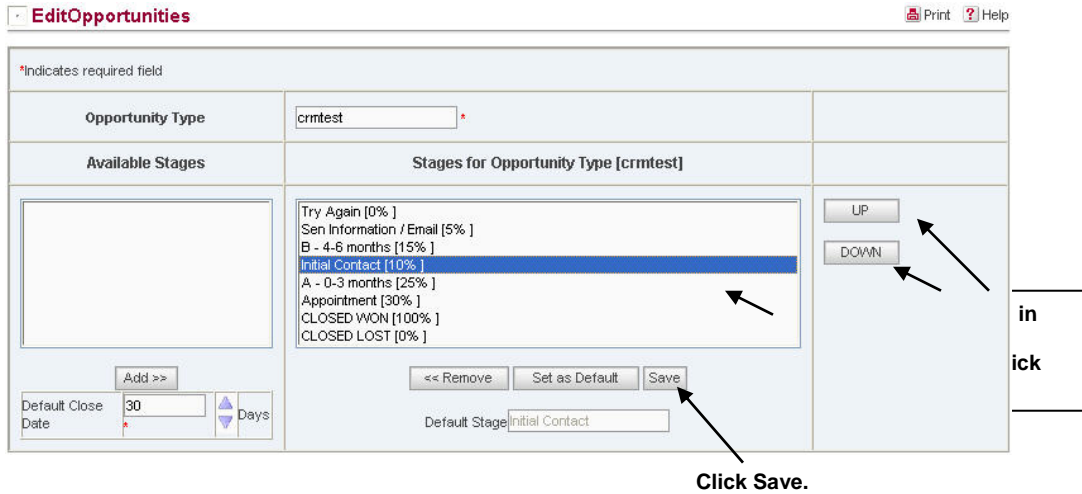 EditOpportunities
Print
Help
*Indicates required field
Opportunity Type
crmtest
*
Available Stages
Stages for Opportunity Type [crmtest]
Try Again [0% ]
Sen Information / Email [5% ]
B - 4-6 months [15% ]
Initial Contact [10% ]
A - 0-3 months [25% ]
Appointment [30% ]
CLOSED WON [100% ]
CLOSED LOST [0% ]
UP
DOWN
in
ick
Add >>
<< Remove
Set as Default
Save
Default Close Date
30
*
Days
Default Stage
Initial Contact
Click Save.